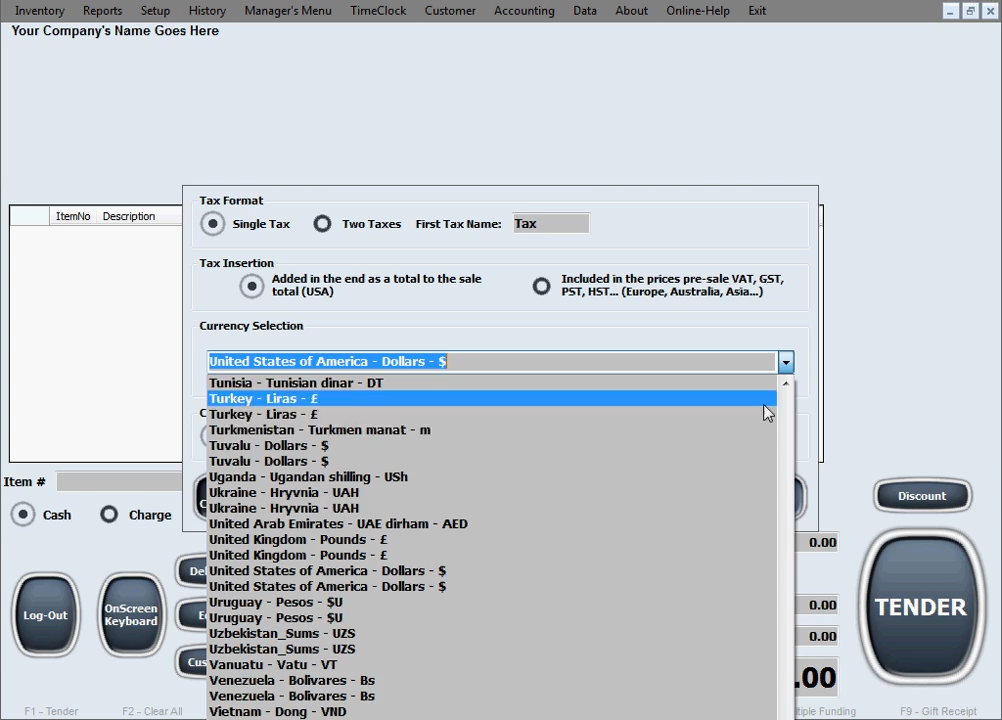 Inventory Reports Setup History Manager's Menu TimeClock Customer Accounting Data About Online-Help Exit
Your Company's Name Goes Here
Tax Format
Single Tax Two Taxes First Tax Name: Tax
ItemNo Description
Tax Insertion
Added in the end as a total to the sale total (USA)
Included in the prices pre-sale VAT, GST, PST, HST... (Europe, Australia, Asia...)
Currency Selection
United States of America - Dollars - $
Tunisia - Tunisian dinar - DT
Turkey - Liras - £
Turkey - Liras - £
Turkmenistan - Turkmen manat - m
Tuvalu - Dollars - $
Tuvalu - Dollars - $
Uganda - Ugandan shilling - USh
Ukraine - Hryvnia - UAH
Ukraine - Hryvnia - UAH
United Arab Emirates - UAE dirham - AED
United Kingdom - Pounds - £
United Kingdom - Pounds - £
United States of America - Dollars - $
United States of America - Dollars - $
Uruguay - Pesos - $U
Uruguay - Pesos - $U
Uzbekistan_Sums - UZS
Uzbekistan_Sums - UZS
Vanuatu - Vatu - VT
Venezuela - Bolivares - Bs
Venezuela - Bolivares - Bs
Vietnam - Dong - VND
Item #
Cash Charge
Discount
0.00
0.00
0.00
.00
Log-Out
OnScreen
Keyboard
Del
Cus
TENDER
F1 - Tender F2 - Clear All tiple Funding F9 - Gift Receipt